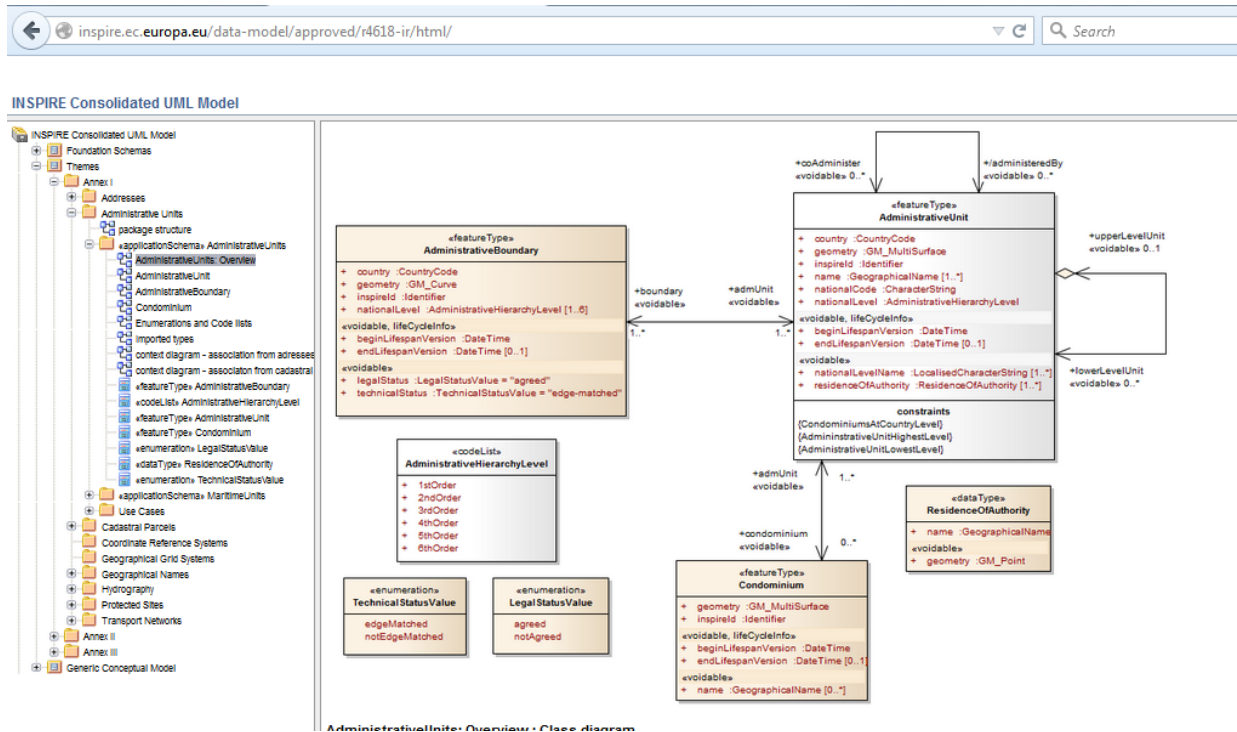 inspire.ec.europa.eu/data-model/approved/r4618-ir/html/
Search
INSPIRE Consolidated UML Model
INSPIRE Consolidated UML Model
Foundation Schemas
Themes
Annex I
Addresses
Administrative Units
package structure
«applicationSchema» AdministrativeUnits
AdministrativeUnits: Overview
AdministrativeUnit
AdministrativeBoundary
Condominium
Enumerations and Code lists
Imported types
context diagram - association from adresses
context diagram - associaton from cadastral
«featureType» AdministrativeBoundary
«codeList» AdministrativeHierarchyLevel
«featureType» AdministrativeUnit
«featureType» Condominium
«enumeration» LegalStatusValue
«dataType» ResidenceOfAuthority
«enumeration» TechnicalStatusValue
«applicationSchema» MaritimeUnits
Use Cases
Cadastral Parcels
Coordinate Reference Systems
Geographical Grid Systems
Geographical Names
Hydrography
Protected Sites
Transport Networks
Annex II
Annex III
Generic Conceptual Model
+coAdminister
«voidable» 0..*
+/administeredBy
«voidable» 0..*
«featureType»
AdministrativeBoundary
+ country :CountryCode
+ geometry :GM_Curve
+ inspireId :Identifier
+ nationalLevel :AdministrativeHierarchyLevel [1..6]
«voidable, lifeCycleInfo»
+ beginLifespanVersion :DateTime
+ endLifespanVersion :DateTime [0..1]
«voidable»
+ legalStatus :LegalStatusValue = "agreed"
+ technicalStatus :TechnicalStatusValue = "edge-matched"
+boundary
«voidable»
1..*
+admUnit
«voidable»
1..*
«featureType»
AdministrativeUnit
+ country :CountryCode
+ geometry :GM_MultiSurface
+ inspireId :Identifier
+ name :GeographicalName [1..*]
+ nationalCode :CharacterString
+ nationalLevel :AdministrativeHierarchyLevel
«voidable, lifeCycleInfo»
+ beginLifespanVersion :DateTime
+ endLifespanVersion :DateTime [0..1]
«voidable»
+ nationalLevelName :LocalisedCharacterString [1..*]
+ residenceOfAuthority :ResidenceOfAuthority [1..*]
constraints
{CondominiumsAtCountryLevel}
{AdmininstrativeUnitHighestLevel}
{AdministrativeUnitLowestLevel}
+upperLevelUnit
«voidable» 0..1
+lowerLevelUnit
«voidable» 0..*
«codeList»
AdministrativeHierarchyLevel
+ 1stOrder
+ 2ndOrder
+ 3rdOrder
+ 4thOrder
+ 5thOrder
+ 6thOrder
+admUnit
«voidable»
1..*
+condominium
«voidable»
0..*
«dataType»
ResidenceOfAuthority
+ name :GeographicalName
«voidable»
+ geometry :GM_Point
«enumeration»
TechnicalStatusValue
edgeMatched
notEdgeMatched
«enumeration»
LegalStatusValue
agreed
notAgreed
«featureType»
Condominium
+ geometry :GM_MultiSurface
+ inspireId :Identifier
«voidable, lifeCycleInfo»
+ beginLifespanVersion :DateTime
+ endLifespanVersion :DateTime [0..1]
«voidable»
+ name :GeographicalName [0..*]
AdministrativeUnits: Overview : Class diagram